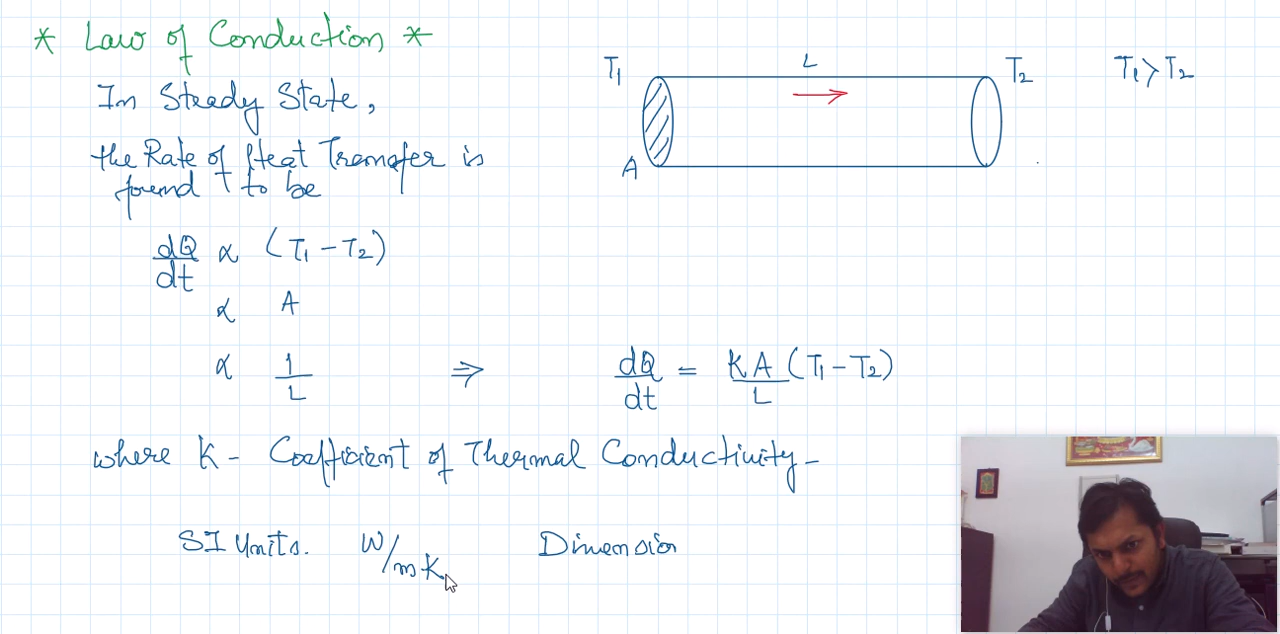 * Law of Conduction *
In Steady State,
the Rate of Heat Transfer is
found to be
T1 L T2 T1 > T2
A
dQ/dt ∝ (T1 - T2)
∝ A
∝ 1/L ⇒ dQ/dt = KA/L (T1 - T2)
where K - Coefficient of Thermal Conductivity -
SI Units. W/mK Dimension